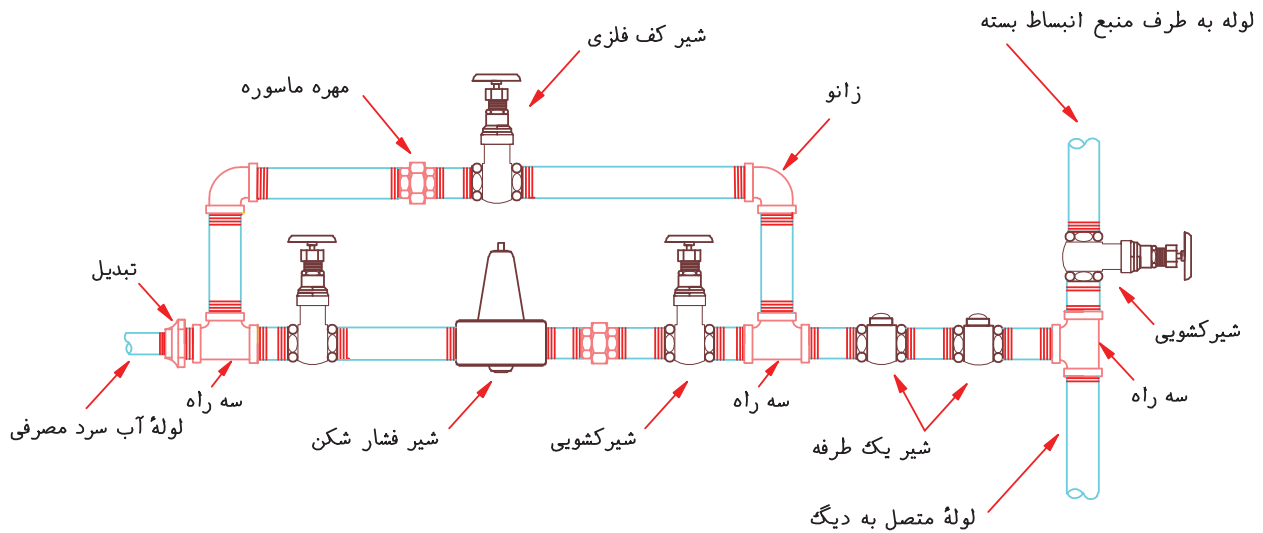 لوله به طرف منبع انبساط بسته
شیر کف فلزی
مهره ماسوره
زانو
تبدیل
شیرکشویی
سه راه
سه راه
سه راه
لولهٔ آب سرد مصرفی
شیر فشار شکن
شیرکشویی
شیر یک طرفه
لولهٔ متصل به دیگ